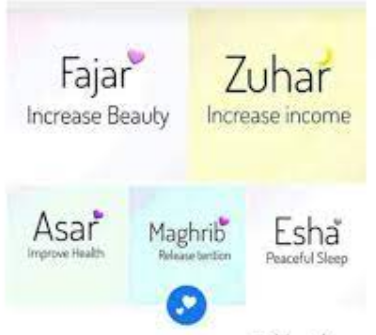 Fajar
Increase Beauty
Zuhar
Increase income
Asar
Improve Health
Maghrib
Release tention
Esha
Peaceful Sleep